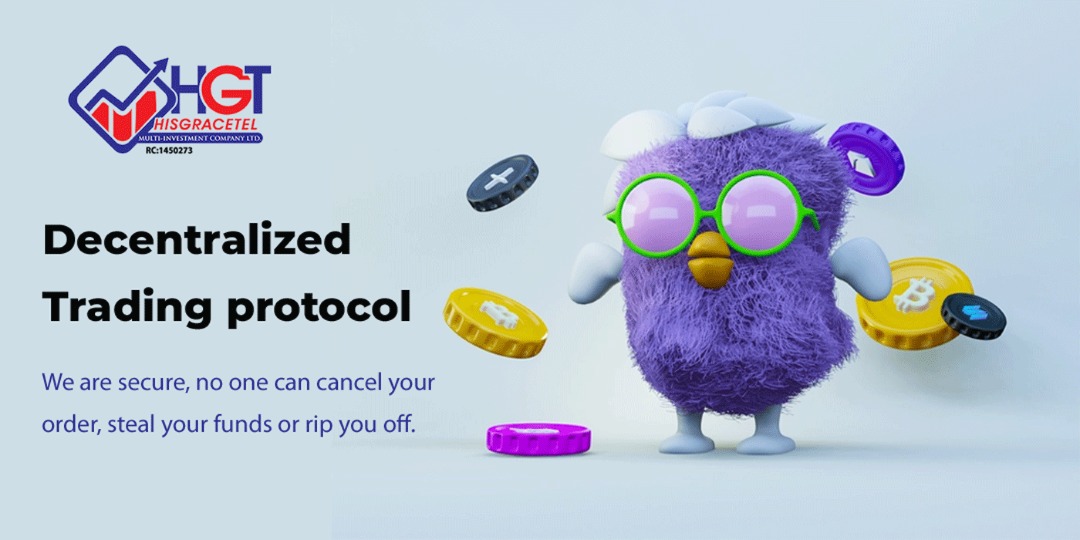 HGT
HISGRACETEL
MULTI-INVESTMENT COMPANY LTD.
RC:1450273
Decentralized
Trading protocol
We are secure, no one can cancel your
order, steal your funds or rip you off.